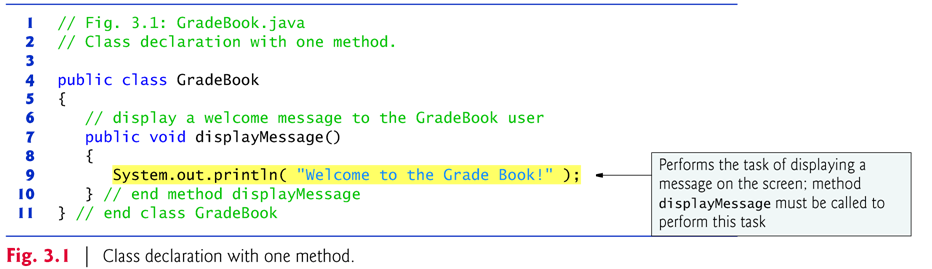 1 // Fig. 3.1: GradeBook.java
2 // Class declaration with one method.
3
4 public class GradeBook
5 {
6 // display a welcome message to the GradeBook user
7 public void displayMessage()
8 {
9 System.out.println( "Welcome to the Grade Book!" );
10 } // end method displayMessage
11 } // end class GradeBook
Performs the task of displaying a
message on the screen; method
displayMessage must be called to
perform this task
Fig. 3.1 | Class declaration with one method.